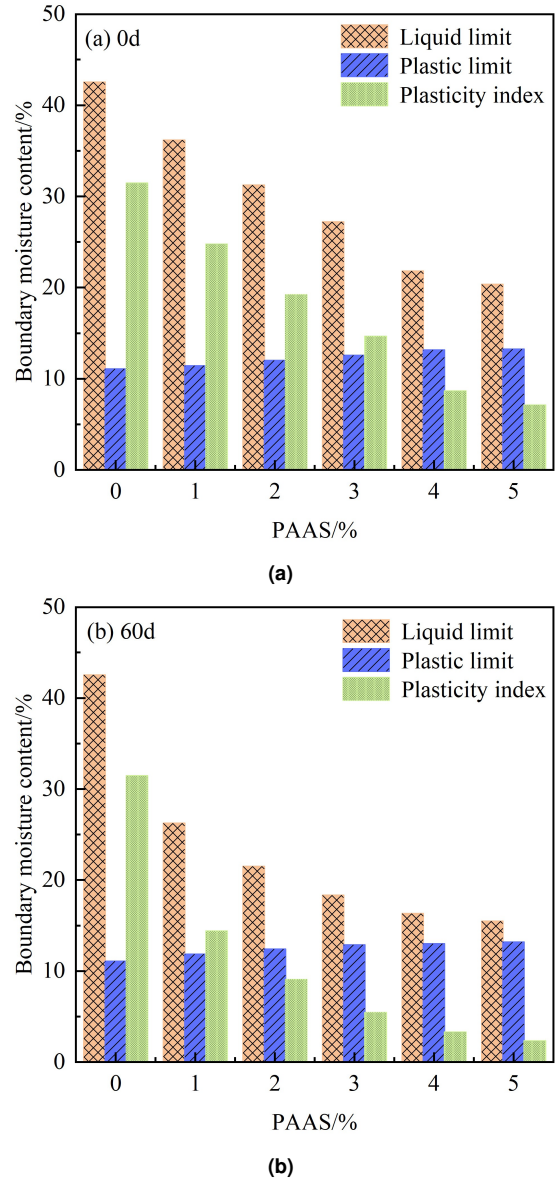 (a) 0d
Liquid limit
Plastic limit
Plasticity index
Boundary moisture content/%
50
40
30
20
10
0
0 1 2 3 4 5
PAAS/%
(a)
(b) 60d
Liquid limit
Plastic limit
Plasticity index
Boundary moisture content/%
50
40
30
20
10
0
0 1 2 3 4 5
PAAS/%
(b)